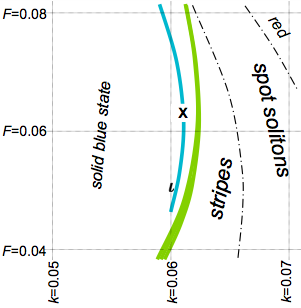 F=0.08
red
spot solitons
solid blue state
x
F=0.06
ι
stripes
F=0.04
k=0.05
k=0.06
k=0.07